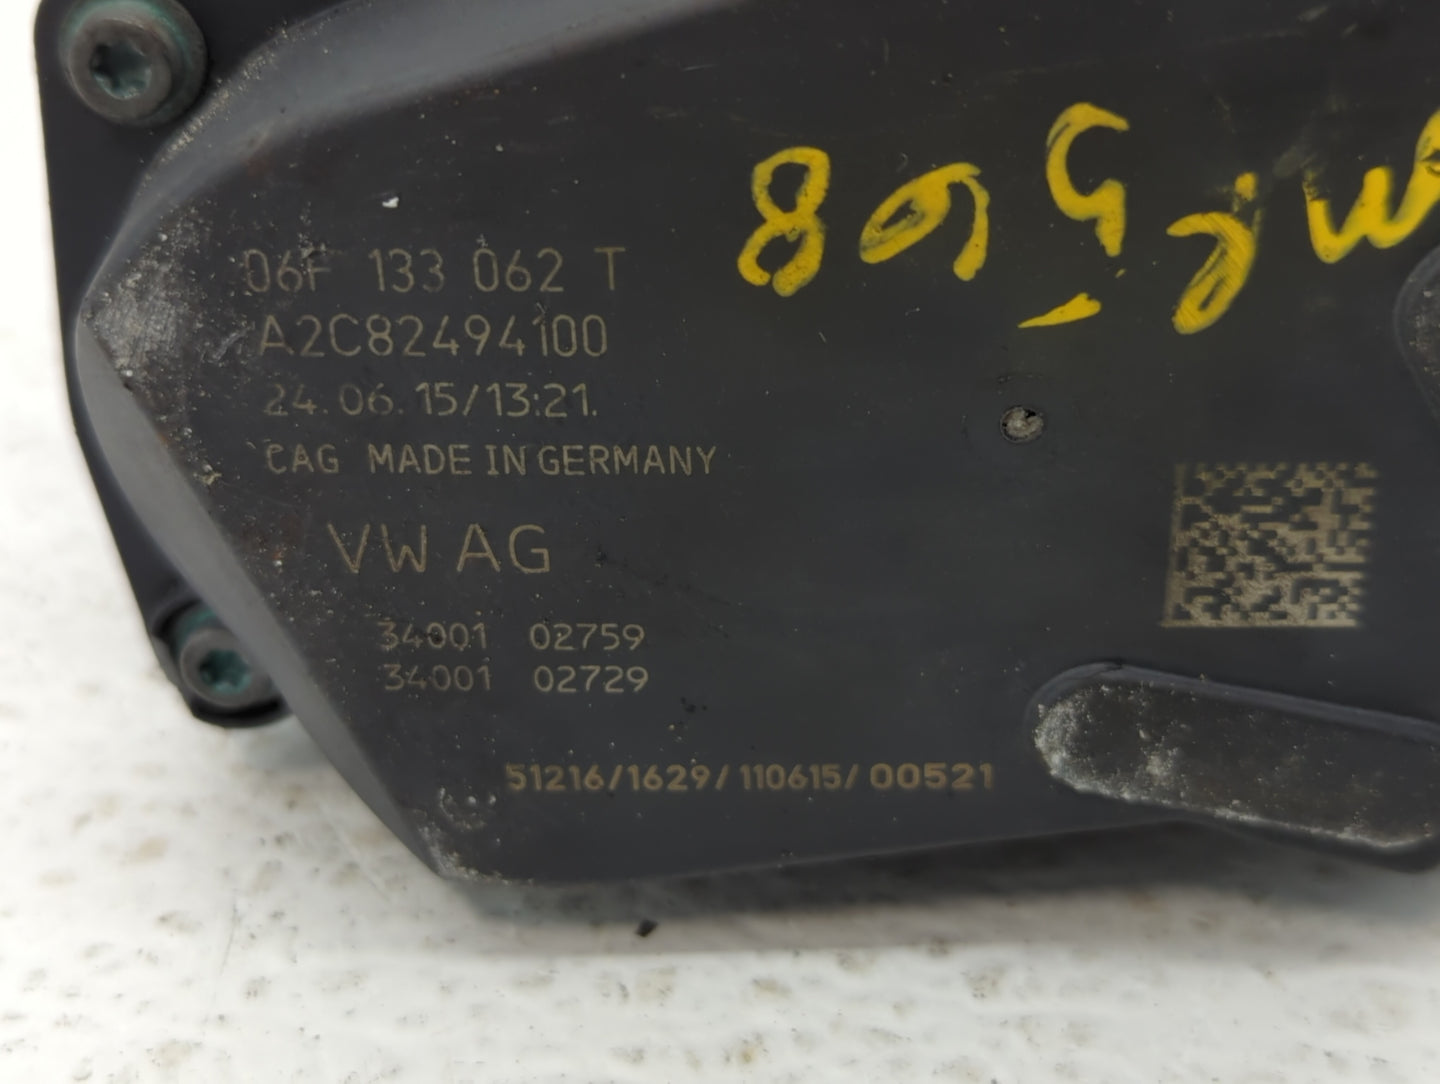 06F 133 062 T
A2C82494100
24.06.15/13:21.
CAG MADE IN GERMANY
VW AG
34001 02759
34001 02729
51216/1629/110615/00521